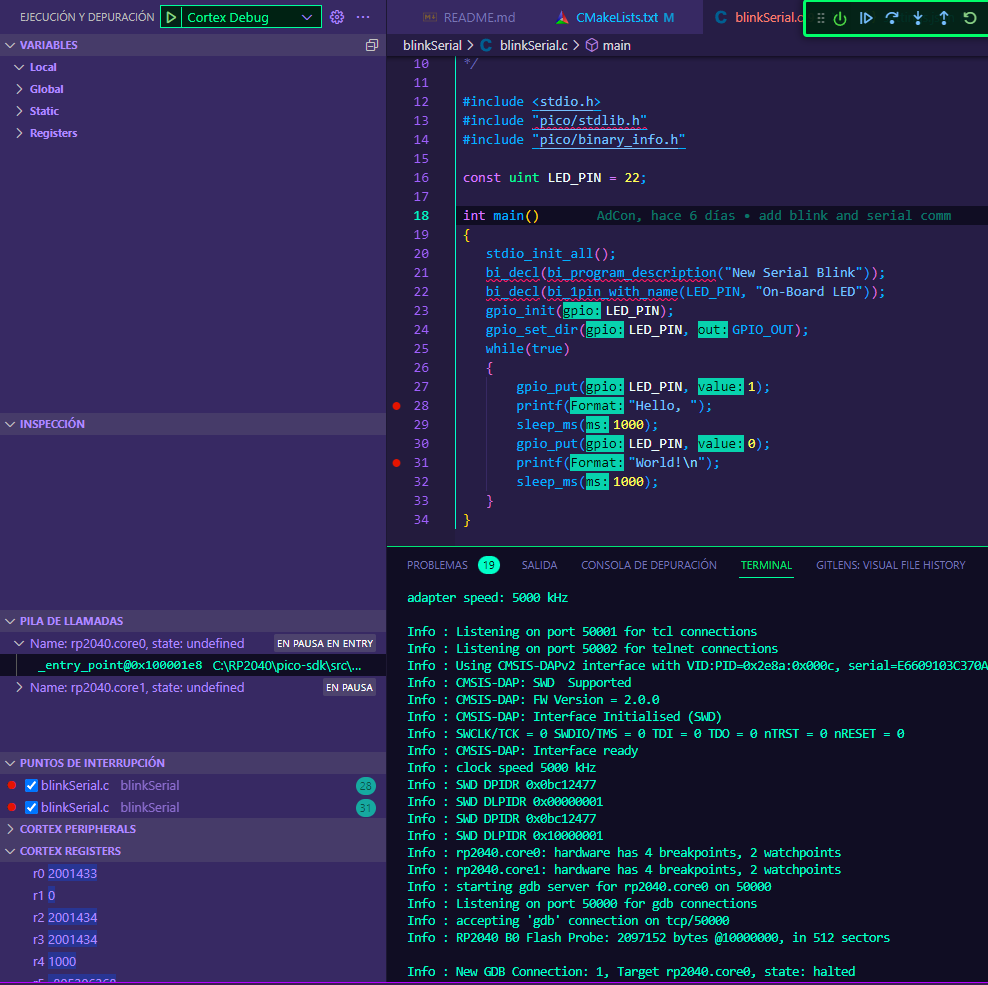 EJECUCIÓN Y DEPURACIÓN Cortex Debug
VARIABLES
Local
Global
Static
Registers
INSPECCIÓN
PILA DE LLAMADAS
Name: rp2040.core0, state: undefined EN PAUSA EN ENTRY
_entry_point@0x100001e8 C:\RP2040\pico-sdk\src\...
Name: rp2040.core1, state: undefined EN PAUSA
PUNTOS DE INTERRUPCIÓN
blinkSerial.c blinkSerial 28
blinkSerial.c blinkSerial 31
CORTEX PERIPHERALS
CORTEX REGISTERS
r0 2001433
r1 0
r2 2001434
r3 2001434
r4 1000
README.md CMakeLists.txt M C blinkSerial.c
blinkSerial > C blinkSerial.c > main
10 */
11
12 #include <stdio.h>
13 #include "pico/stdlib.h"
14 #include "pico/binary_info.h"
15
16 const uint LED_PIN = 22;
17
18 int main() AdCon, hace 6 días • add blink and serial comm
19 {
20 stdio_init_all();
21 bi_decl(bi_program_description("New Serial Blink"));
22 bi_decl(bi_1pin_with_name(LED_PIN, "On-Board LED"));
23 gpio_init(gpio: LED_PIN);
24 gpio_set_dir(gpio: LED_PIN, out: GPIO_OUT);
25 while(true)
26 {
27 gpio_put(gpio: LED_PIN, value: 1);
28 printf(Format: "Hello, ");
29 sleep_ms(ms: 1000);
30 gpio_put(gpio: LED_PIN, value: 0);
31 printf(Format: "World!\n");
32 sleep_ms(ms: 1000);
33 }
34 }
PROBLEMAS 19 SALIDA CONSOLA DE DEPURACIÓN TERMINAL GITLENS: VISUAL FILE HISTORY
adapter speed: 5000 kHz
Info : Listening on port 50001 for tcl connections
Info : Listening on port 50002 for telnet connections
Info : Using CMSIS-DAPv2 interface with VID:PID=0x2e8a:0x000c, serial=E6609103C370A
Info : CMSIS-DAP: SWD  Supported
Info : CMSIS-DAP: FW Version = 2.0.0
Info : CMSIS-DAP: Interface Initialised (SWD)
Info : SWCLK/TCK = 0 SWDIO/TMS = 0 TDI = 0 TDO = 0 nTRST = 0 nRESET = 0
Info : CMSIS-DAP: Interface ready
Info : clock speed 5000 kHz
Info : SWD DPIDR 0x0bc12477
Info : SWD DLPIDR 0x00000001
Info : SWD DPIDR 0x0bc12477
Info : SWD DLPIDR 0x10000001
Info : rp2040.core0: hardware has 4 breakpoints, 2 watchpoints
Info : rp2040.core1: hardware has 4 breakpoints, 2 watchpoints
Info : starting gdb server for rp2040.core0 on 50000
Info : Listening on port 50000 for gdb connections
Info : accepting 'gdb' connection on tcp/50000
Info : RP2040 B0 Flash Probe: 2097152 bytes @10000000, in 512 sectors
Info : New GDB Connection: 1, Target rp2040.core0, state: halted